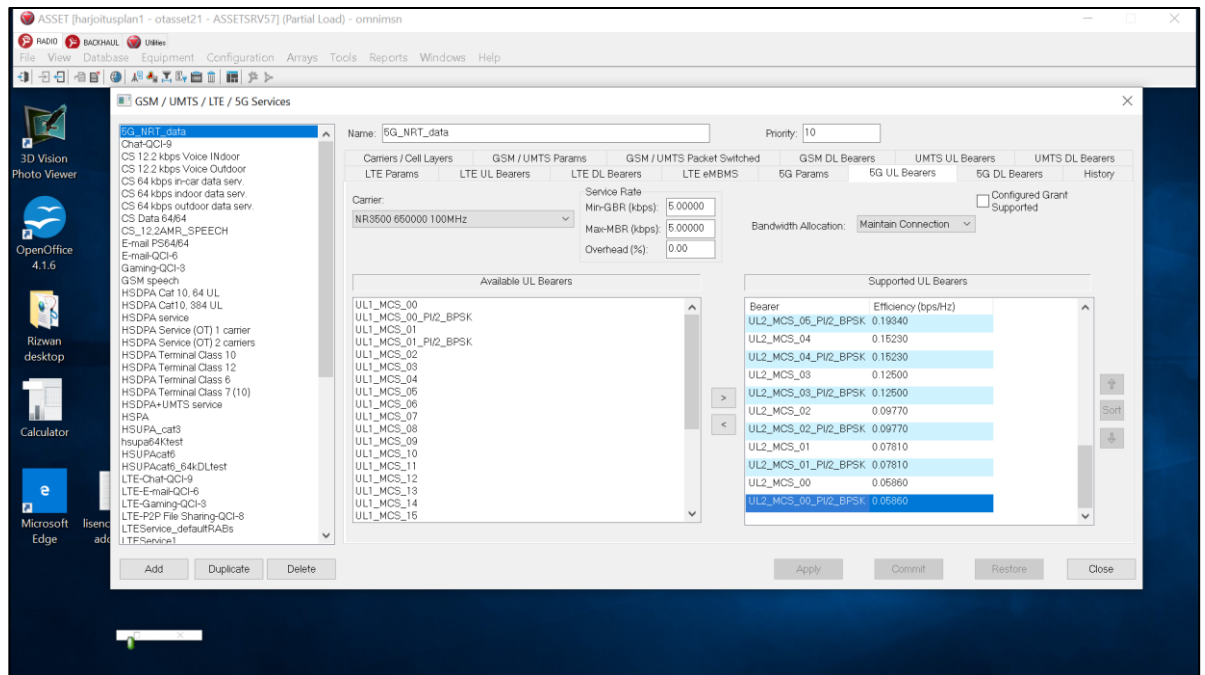 ASSET [harjoitusplan1 - otasset21 - ASSETSRV57] (Partial Load) - omnimsn
RADIO BACKHAUL Utilities
File View Database Equipment Configuration Arrays Tools Reports Windows Help
3D Vision
Photo Viewer
OpenOffice
4.1.6
Rizwan
desktop
Calculator
Microsoft
Edge
lisenc
add
GSM / UMTS / LTE / 5G Services
5G_NRT_data
Chat-QCI-9
CS 12.2 kbps Voice INdoor
CS 12.2 kbps Voice Outdoor
CS 64 kbps in-car data serv.
CS 64 kbps indoor data serv.
CS 64 kbps outdoor data serv.
CS Data 64/64
CS_12,2AMR_SPEECH
E-mail PS64/64
E-mail-QCI-6
Gaming-QCI-3
GSM speech
HSDPA Cat 10, 64 UL
HSDPA Cat10, 384 UL
HSDPA service
HSDPA Service (OT) 1 carrier
HSDPA Service (OT) 2 carriers
HSDPA Terminal Class 10
HSDPA Terminal Class 12
HSDPA Terminal Class 6
HSDPA Terminal Class 7 (10)
HSDPA+UMTS service
HSPA
HSUPA_cat3
hsupa64Ktest
HSUPAcat6
HSUPAcat6_64kDLtest
LTE-Chat-QCI-9
LTE-E-mail-QCI-6
LTE-Gaming-QCI-3
LTE-P2P File Sharing-QCI-8
LTEService_defaultRABs
LTEService1
Add Duplicate Delete
Name: 5G_NRT_data Priority: 10
Carriers / Cell Layers GSM / UMTS Params GSM / UMTS Packet Switched GSM DL Bearers UMTS UL Bearers UMTS DL Bearers
LTE Params LTE UL Bearers LTE DL Bearers LTE eMBMS 5G Params 5G UL Bearers 5G DL Bearers History
Carrier:
NR3500 650000 100MHz
Service Rate
Min-GBR (kbps): 5.00000
Max-MBR (kbps): 5.00000
Overhead (%): 0.00
Bandwidth Allocation: Maintain Connection
Configured Grant
Supported
Available UL Bearers
UL1_MCS_00
UL1_MCS_00_PI/2_BPSK
UL1_MCS_01
UL1_MCS_01_PI/2_BPSK
UL1_MCS_02
UL1_MCS_03
UL1_MCS_04
UL1_MCS_05
UL1_MCS_06
UL1_MCS_07
UL1_MCS_08
UL1_MCS_09
UL1_MCS_10
UL1_MCS_11
UL1_MCS_12
UL1_MCS_13
UL1_MCS_14
UL1_MCS_15
>
<
Supported UL Bearers
Bearer Efficiency (bps/Hz)
UL2_MCS_05_PI/2_BPSK 0.19340
UL2_MCS_04 0.15230
UL2_MCS_04_PI/2_BPSK 0.15230
UL2_MCS_03 0.12500
UL2_MCS_03_PI/2_BPSK 0.12500
UL2_MCS_02 0.09770
UL2_MCS_02_PI/2_BPSK 0.09770
UL2_MCS_01 0.07810
UL2_MCS_01_PI/2_BPSK 0.07810
UL2_MCS_00 0.05860
UL2_MCS_00_PI/2_BPSK 0.05860
Sort
Apply Commit Restore Close